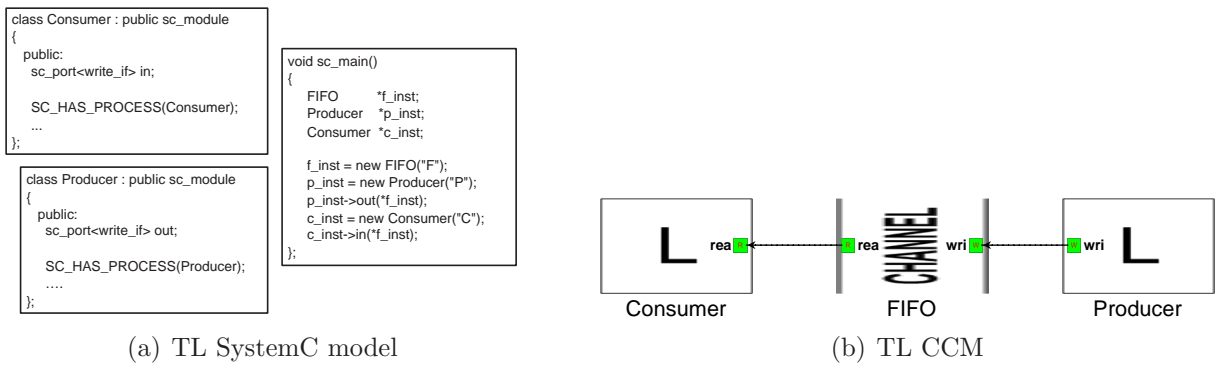 class Consumer : public sc_module
{
public:
sc_port<write_if> in;
SC_HAS_PROCESS(Consumer);
...
};
class Producer : public sc_module
{
public:
sc_port<write_if> out;
SC_HAS_PROCESS(Producer);
....
};
void sc_main()
{
FIFO *f_inst;
Producer *p_inst;
Consumer *c_inst;
f_inst = new FIFO("F");
p_inst = new Producer("P");
p_inst->out(*f_inst);
c_inst = new Consumer("C");
c_inst->in(*f_inst);
};
(a) TL SystemC model
L rea R R rea CHANNEL wri W W wri L
Consumer FIFO Producer
(b) TL CCM